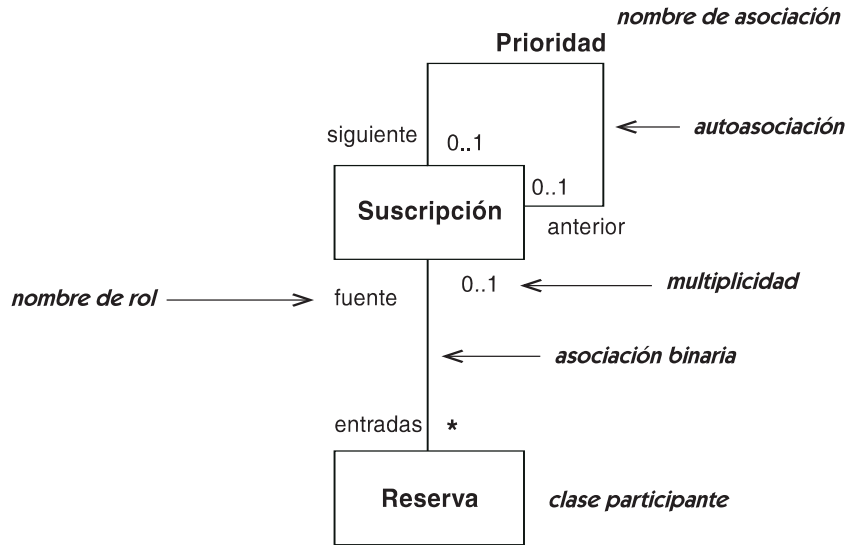 nombre de asociación
Prioridad
autoasociación
siguiente
0..1
0..1
Suscripción
anterior
nombre de rol
fuente
0..1
multiplicidad
asociación binaria
entradas
*
Reserva
clase participante